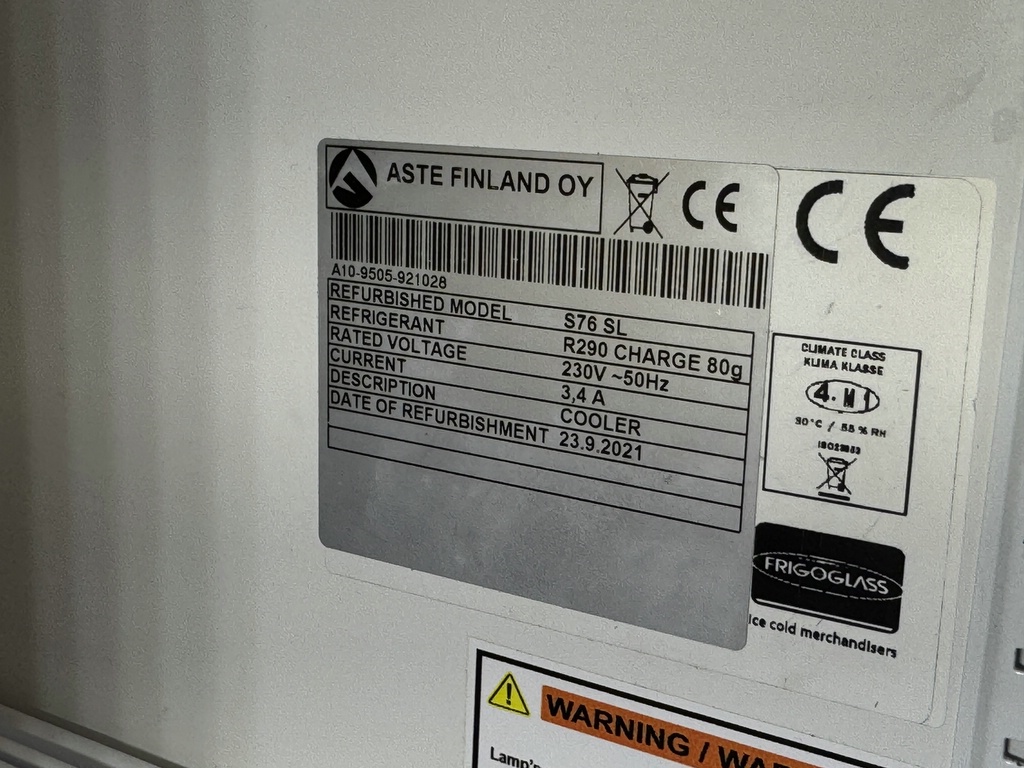 ASTE FINLAND OY
CE
A10-9505-921028
REFURBISHED MODEL S76 SL
REFRIGERANT R290 CHARGE 80g
RATED VOLTAGE 230V ~50Hz
CURRENT 3,4 A
DESCRIPTION COOLER
DATE OF REFURBISHMENT 23.9.2021
CE
CLIMATE CLASS
KLIMA KLASSE
4. M 1
30°C / 55 % RH
ISO23953
FRIGOGLASS
Ice cold merchandisers
WARNING /